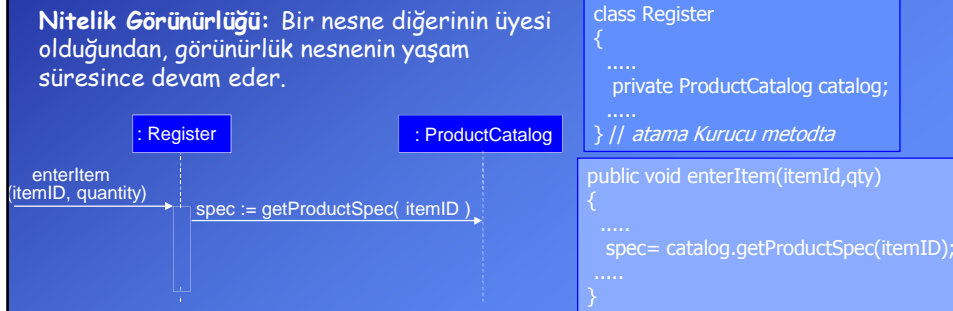 Nitelik Görünürlüğü: Bir nesne diğerinin üyesi
olduğundan, görünürlük nesnenin yaşam
süresince devam eder.
: Register
: ProductCatalog
enterItem
(itemID, quantity)
spec := getProductSpec( itemID )
class Register
{
.....
private ProductCatalog catalog;
.....
} // atama Kurucu metodta
public void enterItem(itemId,qty)
{
.....
spec= catalog.getProductSpec(itemID);
.....
}